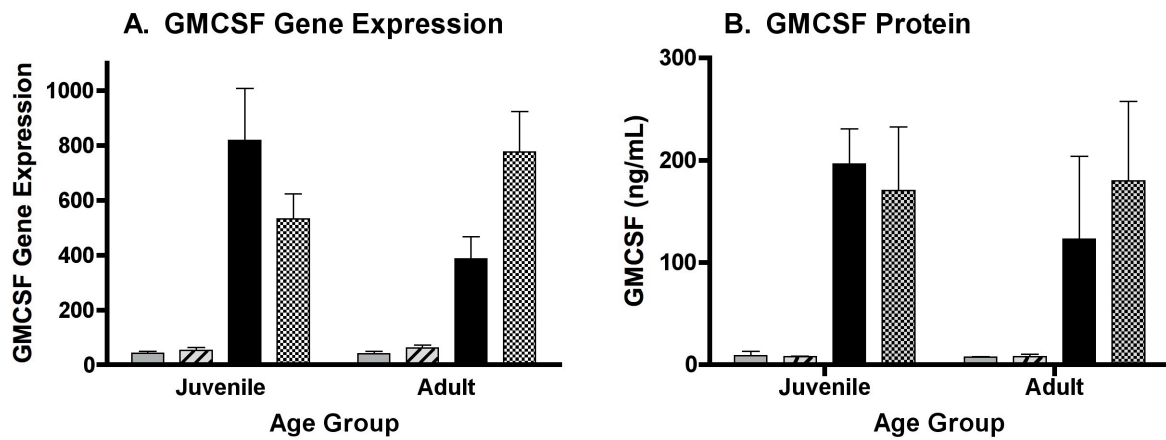 A. GMCSF Gene Expression
GMCSF Gene Expression
1000
800
600
400
200
0
Juvenile
Adult
Age Group
B. GMCSF Protein
GMCSF (ng/mL)
300
200
100
0
Juvenile
Adult
Age Group